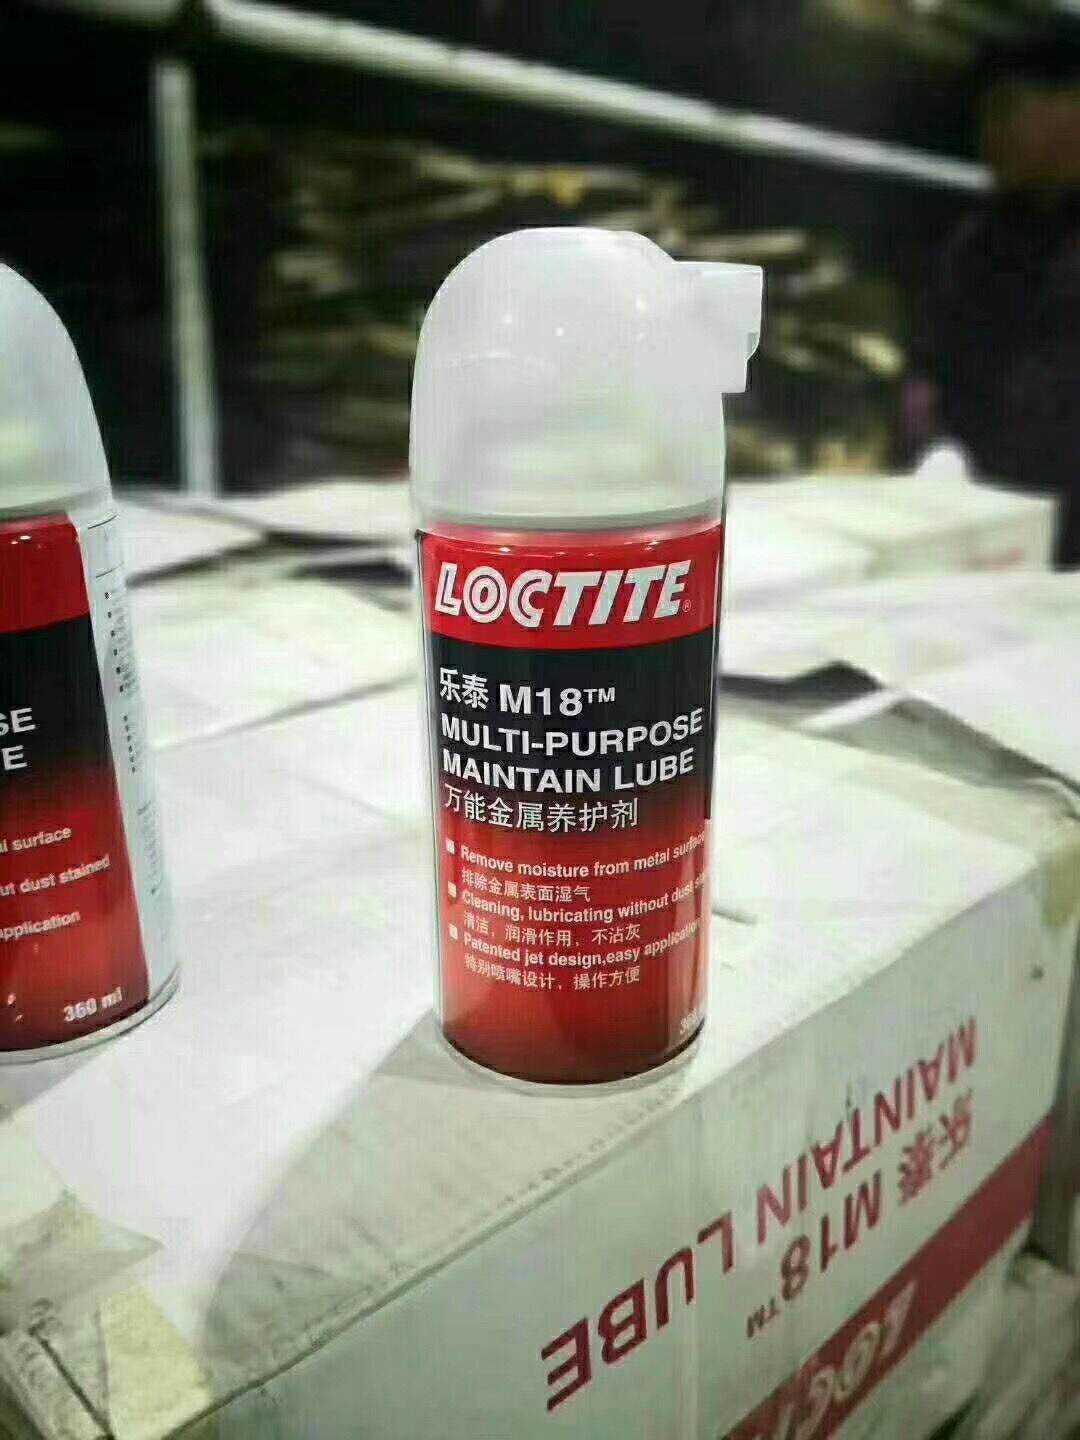 LOCTITE®
乐泰 M18™
MULTI-PURPOSE
MAINTAIN LUBE
万能金属养护剂
Remove moisture from metal
排除金属表面湿气
Cleaning, lubricating without dust
清洁，润滑作用，不沾灰
Patented jet design,easy application
特别喷嘴设计，操作方便
SE
E
surface
dust stained
application
360 ml
乐泰 M18™
MAINTAIN LUBE